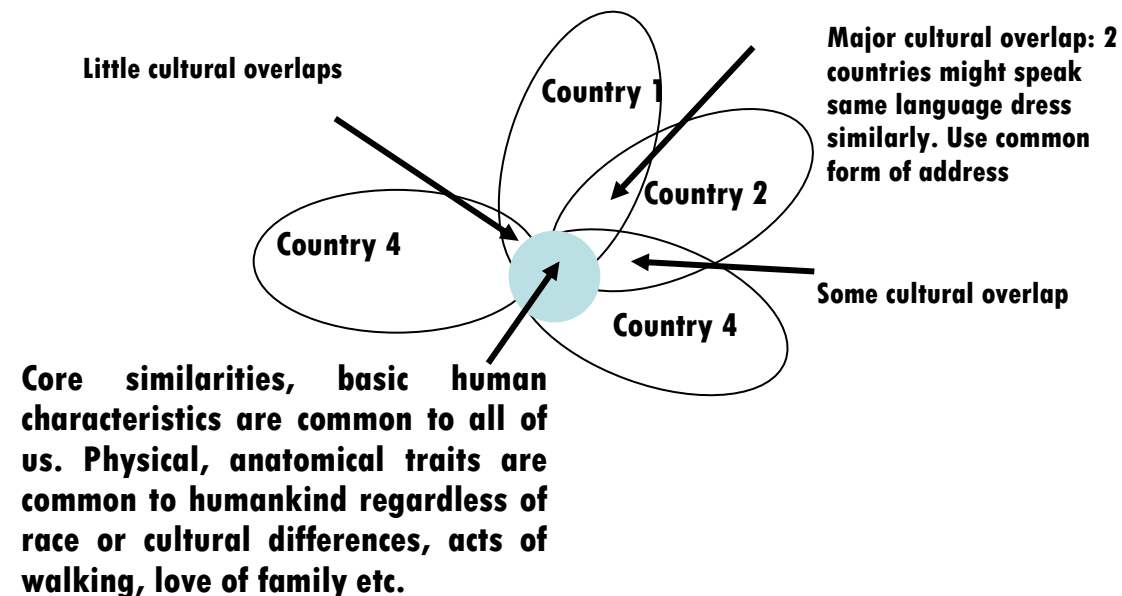 Little cultural overlaps
Country 1
Major cultural overlap: 2
countries might speak
same language dress
similarly. Use common
form of address
Country 2
Country 4
Some cultural overlap
Country 4
Core similarities, basic human
characteristics are common to all of
us. Physical, anatomical traits are
common to humankind regardless of
race or cultural differences, acts of
walking, love of family etc.